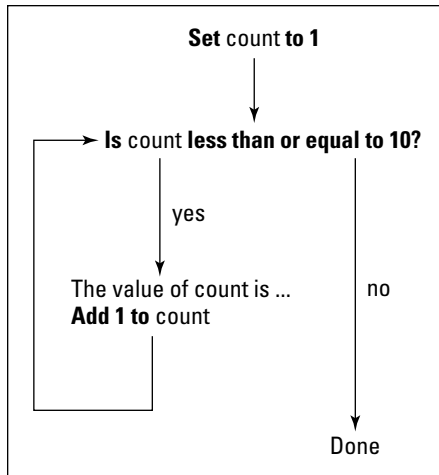 Set count to 1
Is count less than or equal to 10?
yes
The value of count is ...
Add 1 to count
no
Done